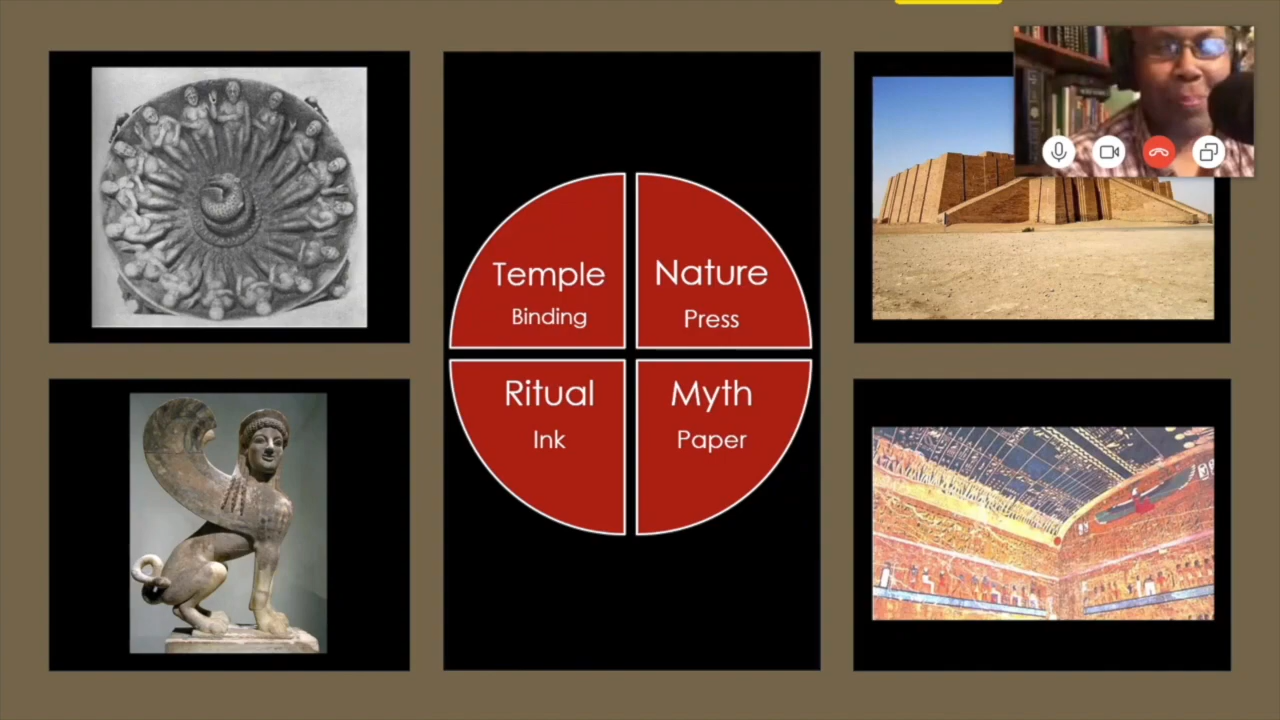 Temple
Binding
Nature
Press
Ritual
Ink
Myth
Paper